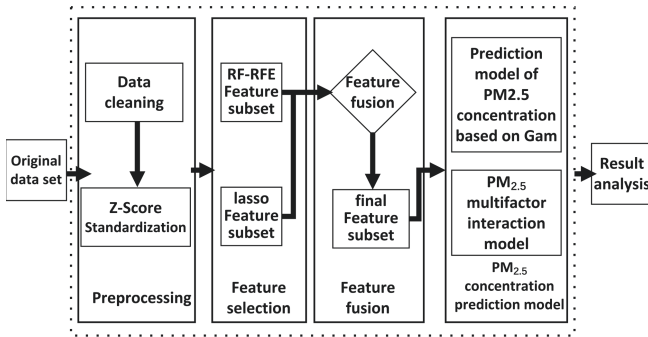 Original
data set
Data
cleaning
Z-Score
Standardization
Preprocessing
RF-RFE
Feature
subset
lasso
Feature
subset
Feature
selection
Feature
fusion
final
Feature
subset
Feature
fusion
Prediction
model of
PM2.5
concentration
based on Gam
PM2.5
multifactor
interaction
model
PM2.5
concentration
prediction model
Result
analysis